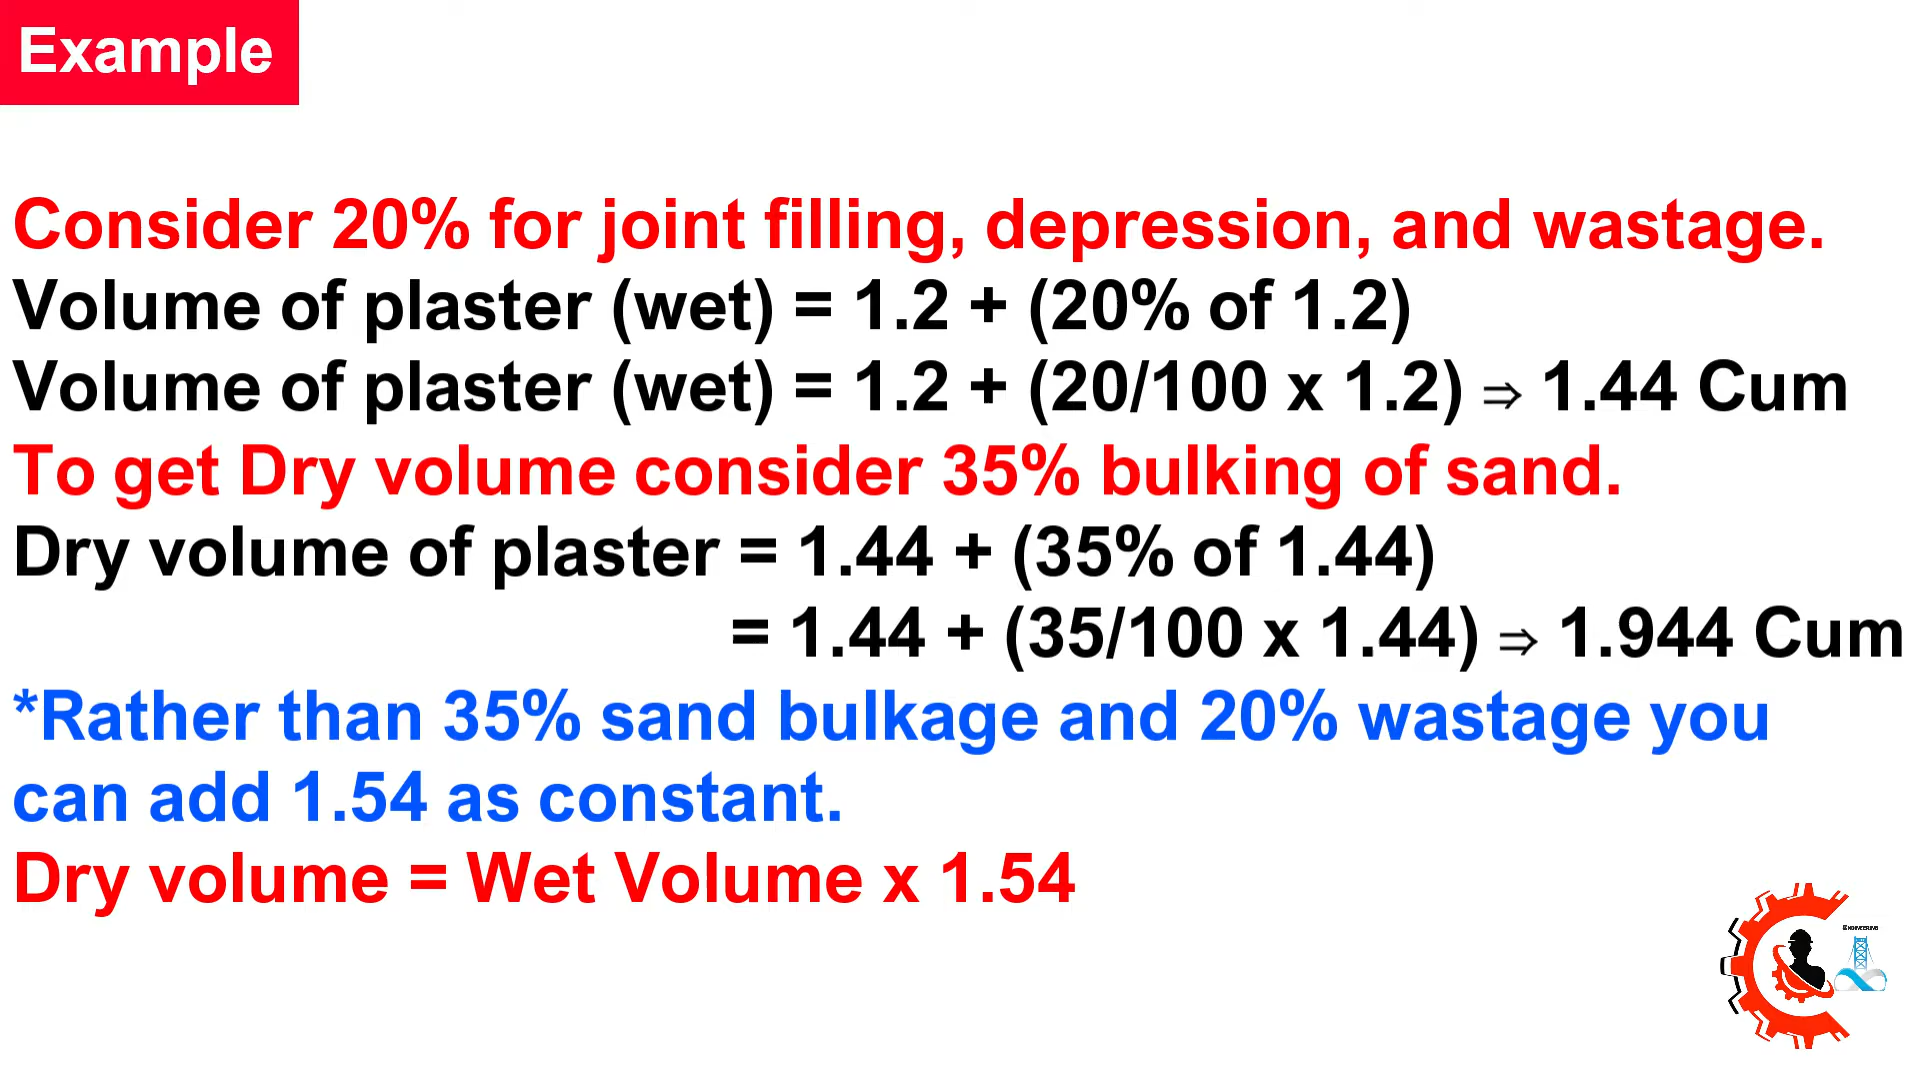 Example
Consider 20% for joint filling, depression, and wastage.
Volume of plaster (wet) = 1.2 + (20% of 1.2)
Volume of plaster (wet) = 1.2 + (20/100 x 1.2) ⇒ 1.44 Cum
To get Dry volume consider 35% bulking of sand.
Dry volume of plaster = 1.44 + (35% of 1.44)
= 1.44 + (35/100 x 1.44) ⇒ 1.944 Cum
*Rather than 35% sand bulkage and 20% wastage you
can add 1.54 as constant.
Dry volume = Wet Volume x 1.54
ENGINEERING